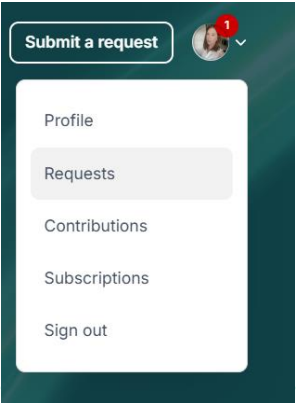 Submit a request
1
Profile
Requests
Contributions
Subscriptions
Sign out